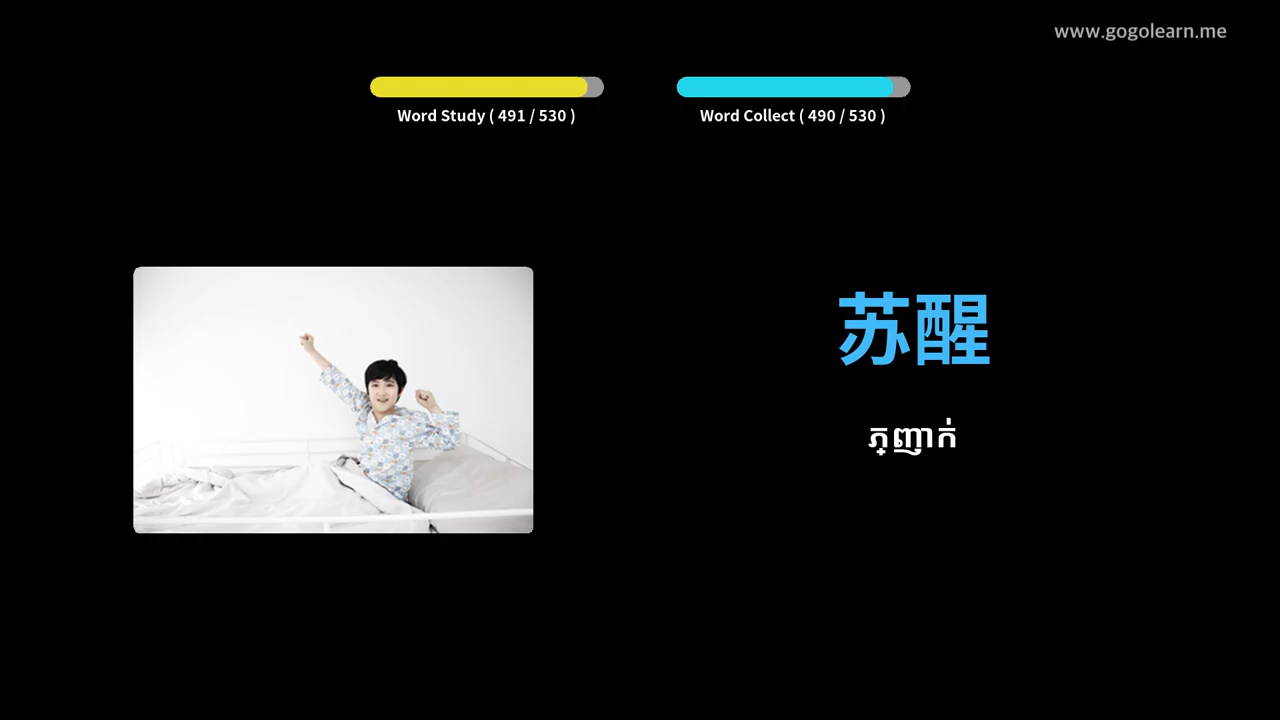 www.gogolearn.me
Word Study ( 491 / 530 )
Word Collect ( 490 / 530 )
苏醒
ភ្ញាក់